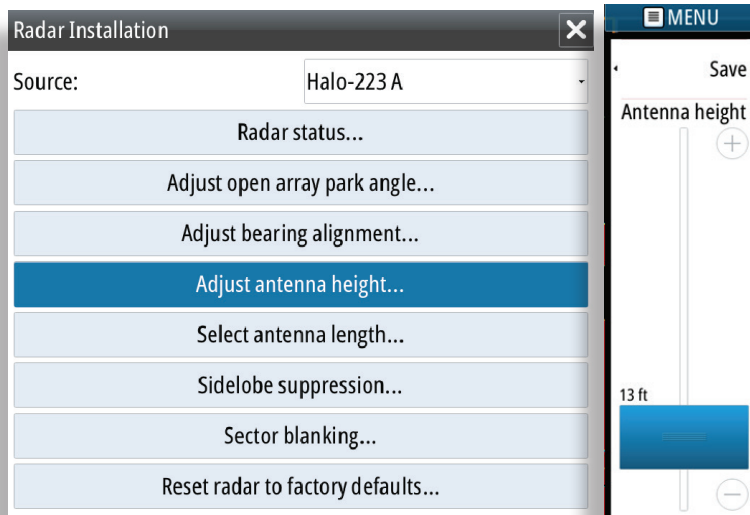 Radar Installation
Source:
Halo-223 A
Radar status...
Adjust open array park angle...
Adjust bearing alignment...
Adjust antenna height...
Select antenna length...
Sidelobe suppression...
Sector blanking...
Reset radar to factory defaults...
MENU
Save
Antenna height
13 ft